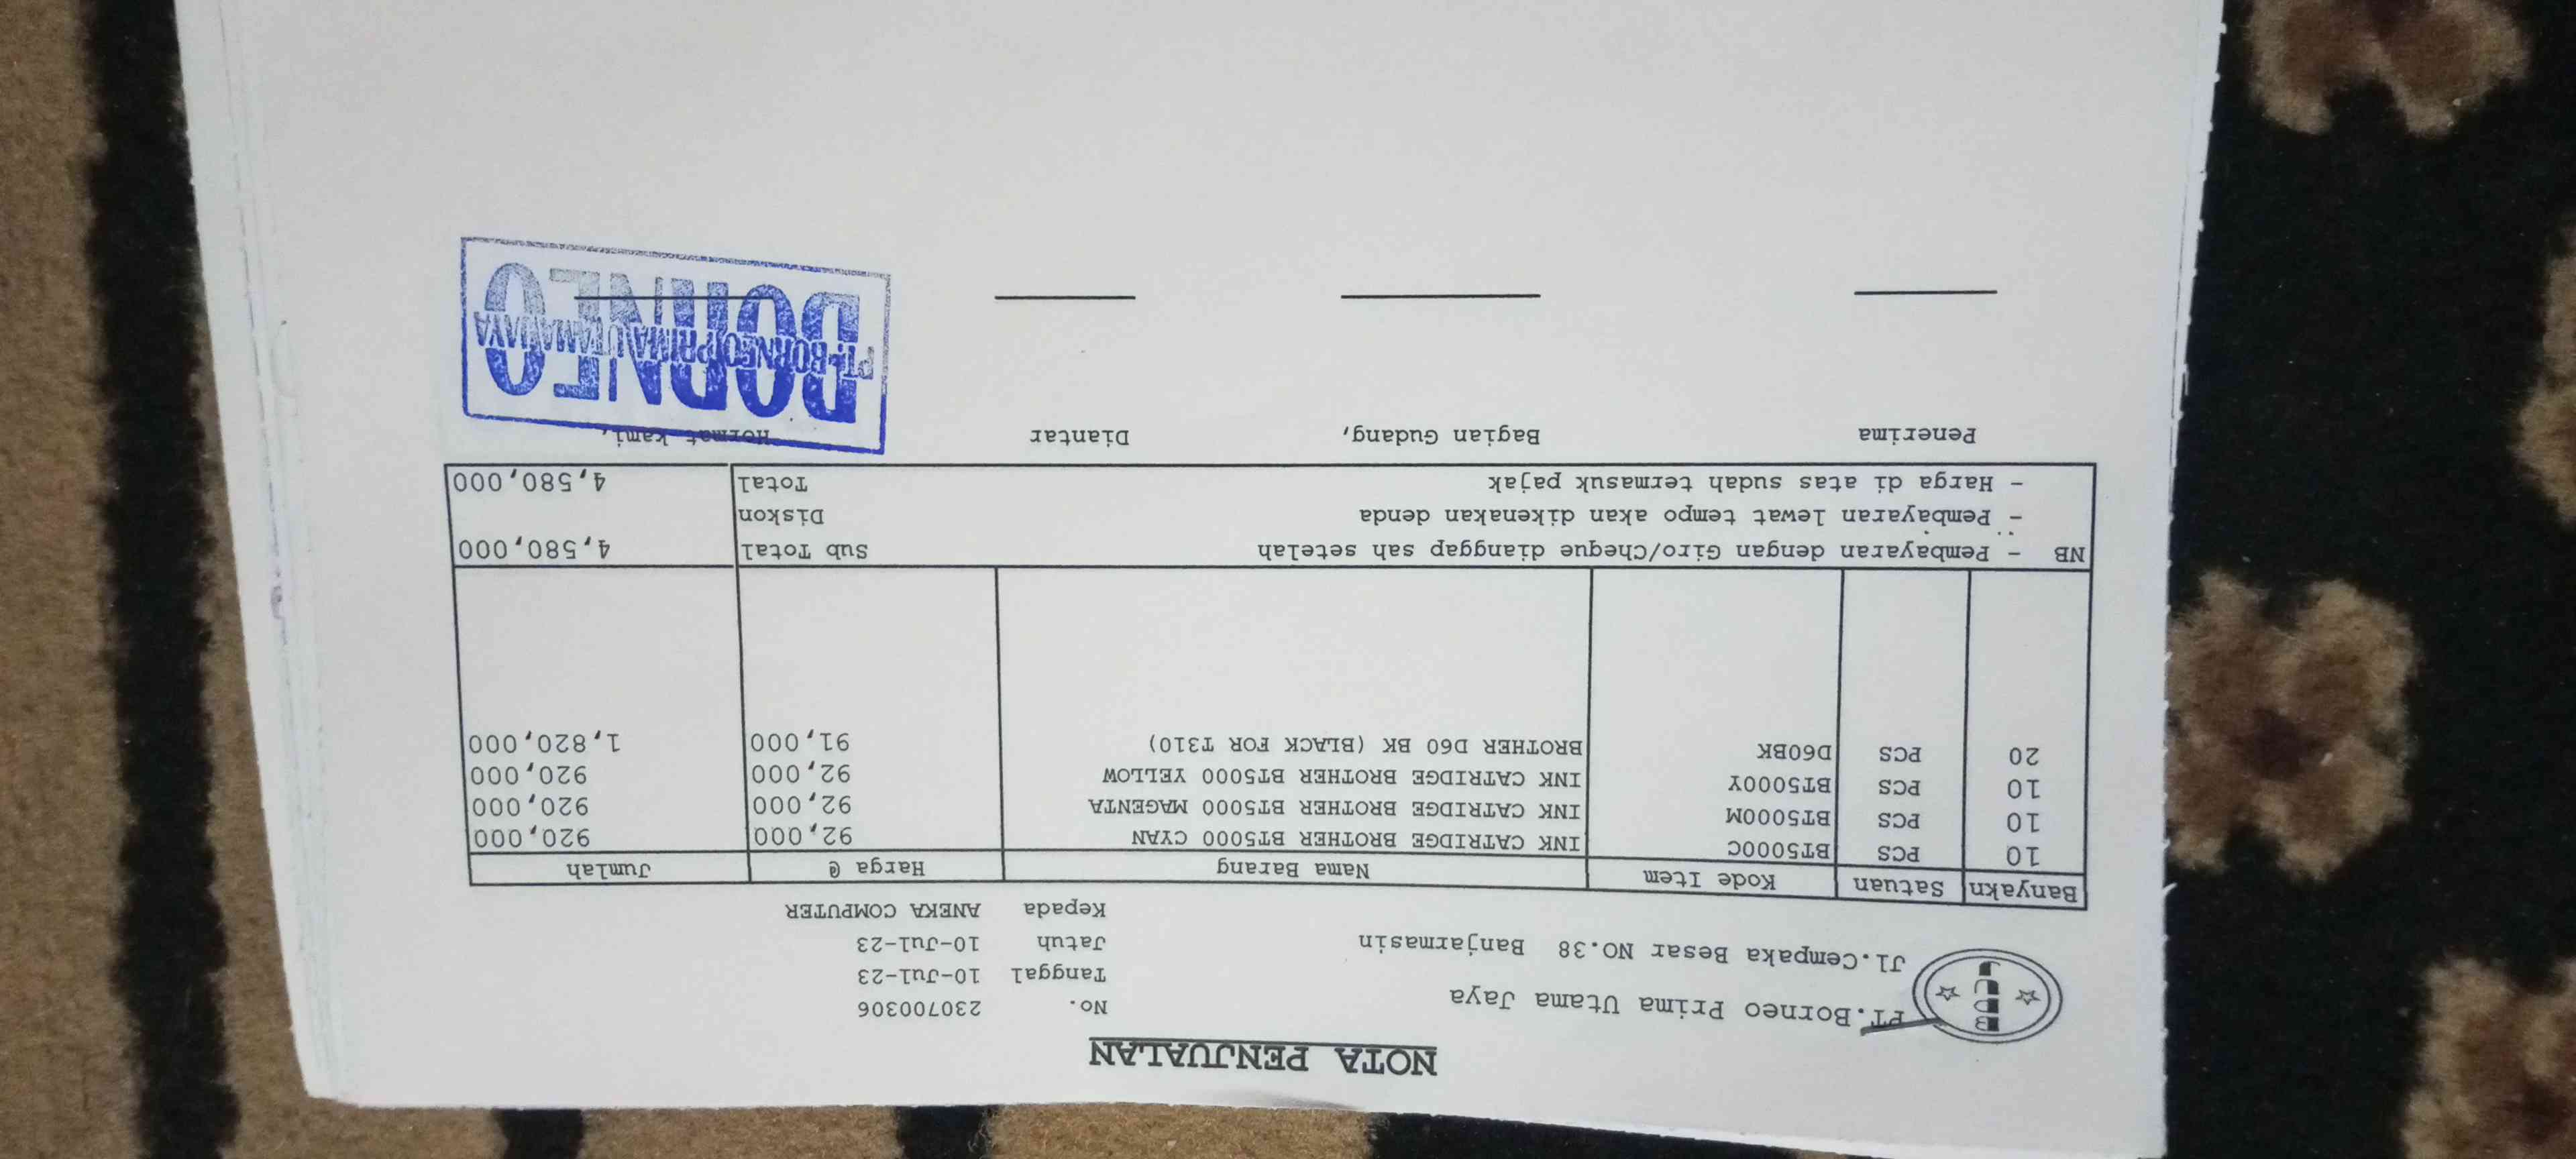 NOTA PENJUALAN
BPUJ
PT.Borneo Prima Utama Jaya
Jl.Cempaka Besar NO.38 Banjarmasin
No. 230700306
Tanggal 10-Jul-23
Jatuh 10-Jul-23
Kepada ANEKA COMPUTER
Banyakn Satuan Kode Item Nama Barang Harga @ Jumlah
10 PCS BT5000C INK CATRIDGE BROTHER BT5000 CYAN 92,000 920,000
10 PCS BT5000M INK CATRIDGE BROTHER BT5000 MAGENTA 92,000 920,000
10 PCS BT5000Y INK CATRIDGE BROTHER BT5000 YELLOW 92,000 920,000
20 PCS D60BK BROTHER D60 BK (BLACK FOR T310) 91,000 1,820,000
NB - Pembayaran dengan Giro/Cheque dianggap sah setelah Sub Total 4,580,000
- Pembayaran lewat tempo akan dikenakan denda Diskon
- Harga di atas sudah termasuk pajak Total 4,580,000
Penerima Bagian Gudang, Diantar Hormat kami,
BORNEO
PT. BORNEO PRIMA UTAMA JAYA